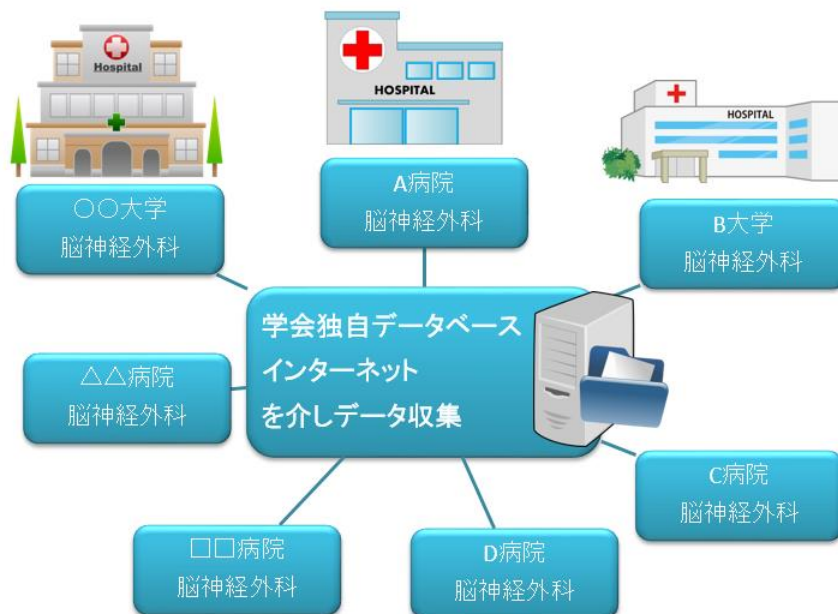 Hospital
HOSPITAL
HOSPITAL
〇〇大学
脳神経外科
A病院
脳神経外科
B大学
脳神経外科
学会独自データベース
インターネット
を介しデータ収集
△△病院
脳神経外科
C病院
脳神経外科
□□病院
脳神経外科
D病院
脳神経外科